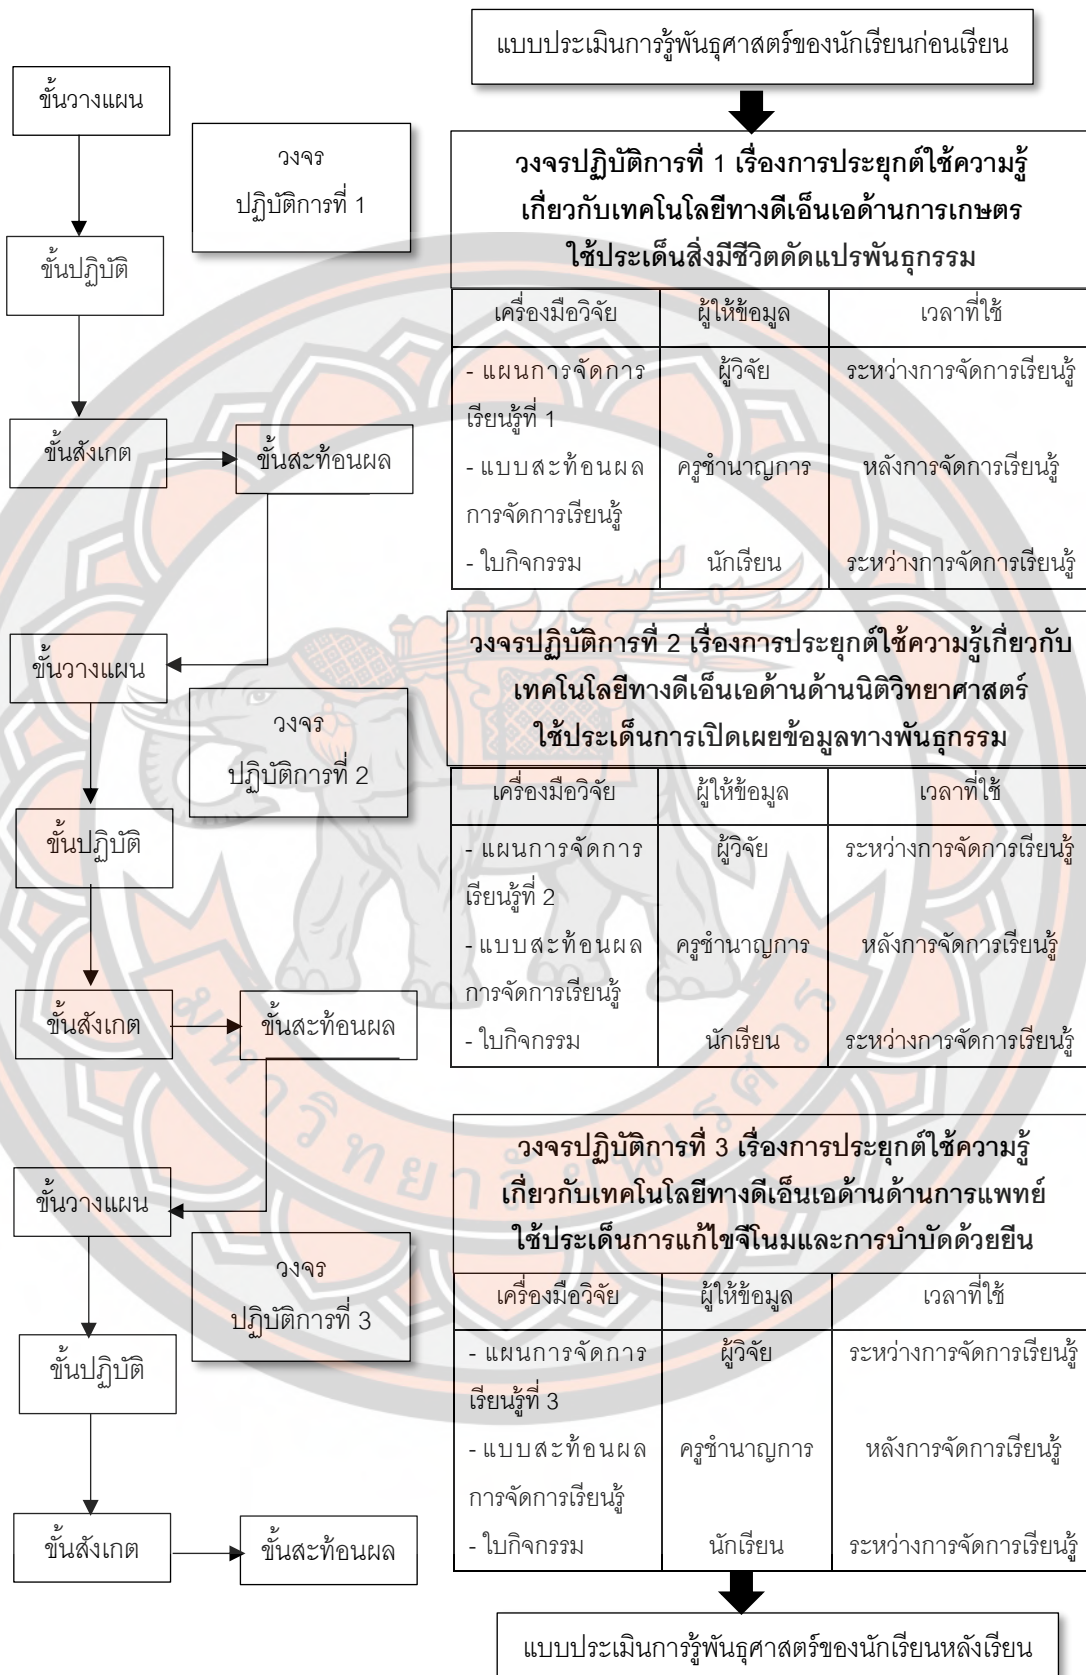 แบบประเมินการรู้พันธุศาสตร์ของนักเรียนก่อนเรียน
ขั้นวางแผน
วงจร
ปฏิบัติการที่ 1
ขั้นปฏิบัติ
ขั้นสังเกต
ขั้นสะท้อนผล
วงจรปฏิบัติการที่ 1 เรื่องการประยุกต์ใช้ความรู้
เกี่ยวกับเทคโนโลยีทางดีเอ็นเอด้านการเกษตร
ใช้ประเด็นสิ่งมีชีวิตดัดแปรพันธุกรรม
เครื่องมือวิจัย ผู้ให้ข้อมูล เวลาที่ใช้
- แผนการจัดการ ผู้วิจัย ระหว่างการจัดการเรียนรู้
เรียนรู้ที่ 1
- แบบสะท้อนผล ครูชำนาญการ หลังการจัดการเรียนรู้
การจัดการเรียนรู้
- ใบกิจกรรม นักเรียน ระหว่างการจัดการเรียนรู้
ขั้นวางแผน
วงจร
ปฏิบัติการที่ 2
ขั้นปฏิบัติ
ขั้นสังเกต
ขั้นสะท้อนผล
วงจรปฏิบัติการที่ 2 เรื่องการประยุกต์ใช้ความรู้เกี่ยวกับ
เทคโนโลยีทางดีเอ็นเอด้านด้านนิติวิทยาศาสตร์
ใช้ประเด็นการเปิดเผยข้อมูลทางพันธุกรรม
เครื่องมือวิจัย ผู้ให้ข้อมูล เวลาที่ใช้
- แผนการจัดการ ผู้วิจัย ระหว่างการจัดการเรียนรู้
เรียนรู้ที่ 2
- แบบสะท้อนผล ครูชำนาญการ หลังการจัดการเรียนรู้
การจัดการเรียนรู้
- ใบกิจกรรม นักเรียน ระหว่างการจัดการเรียนรู้
มหาวิทยาลัยนเรศวร
ขั้นวางแผน
วงจร
ปฏิบัติการที่ 3
ขั้นปฏิบัติ
ขั้นสังเกต
ขั้นสะท้อนผล
วงจรปฏิบัติการที่ 3 เรื่องการประยุกต์ใช้ความรู้
เกี่ยวกับเทคโนโลยีทางดีเอ็นเอด้านด้านการแพทย์
ใช้ประเด็นการแก้ไขจีโนมและการบำบัดด้วยยีน
เครื่องมือวิจัย ผู้ให้ข้อมูล เวลาที่ใช้
- แผนการจัดการ ผู้วิจัย ระหว่างการจัดการเรียนรู้
เรียนรู้ที่ 3
- แบบสะท้อนผล ครูชำนาญการ หลังการจัดการเรียนรู้
การจัดการเรียนรู้
- ใบกิจกรรม นักเรียน ระหว่างการจัดการเรียนรู้
แบบประเมินการรู้พันธุศาสตร์ของนักเรียนหลังเรียน